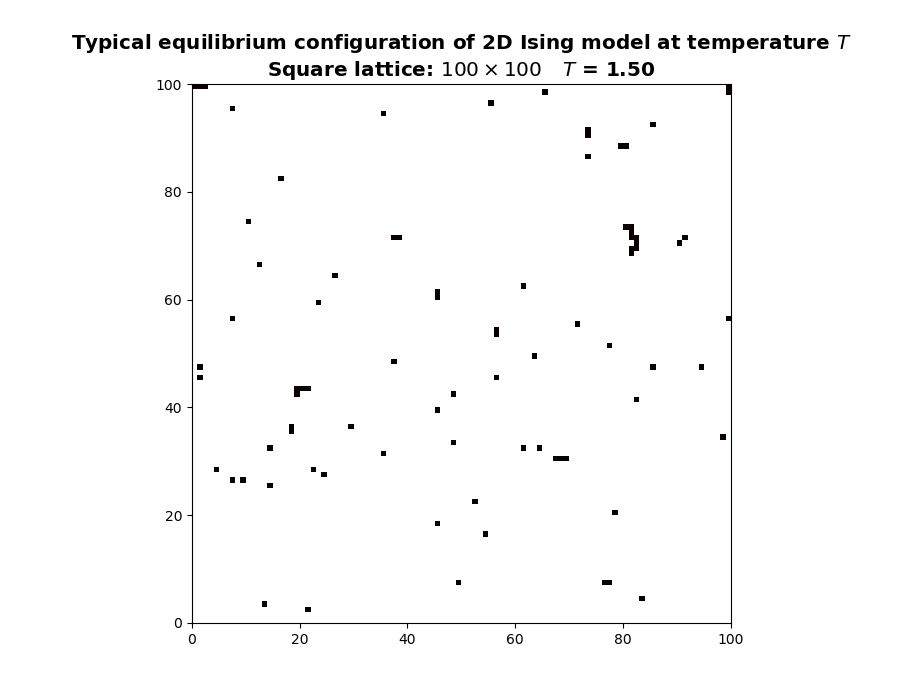 Typical equilibrium configuration of 2D Ising model at temperature T
Square lattice: 100 × 100 T = 1.50
100
80
60
40
20
0
0 20 40 60 80 100